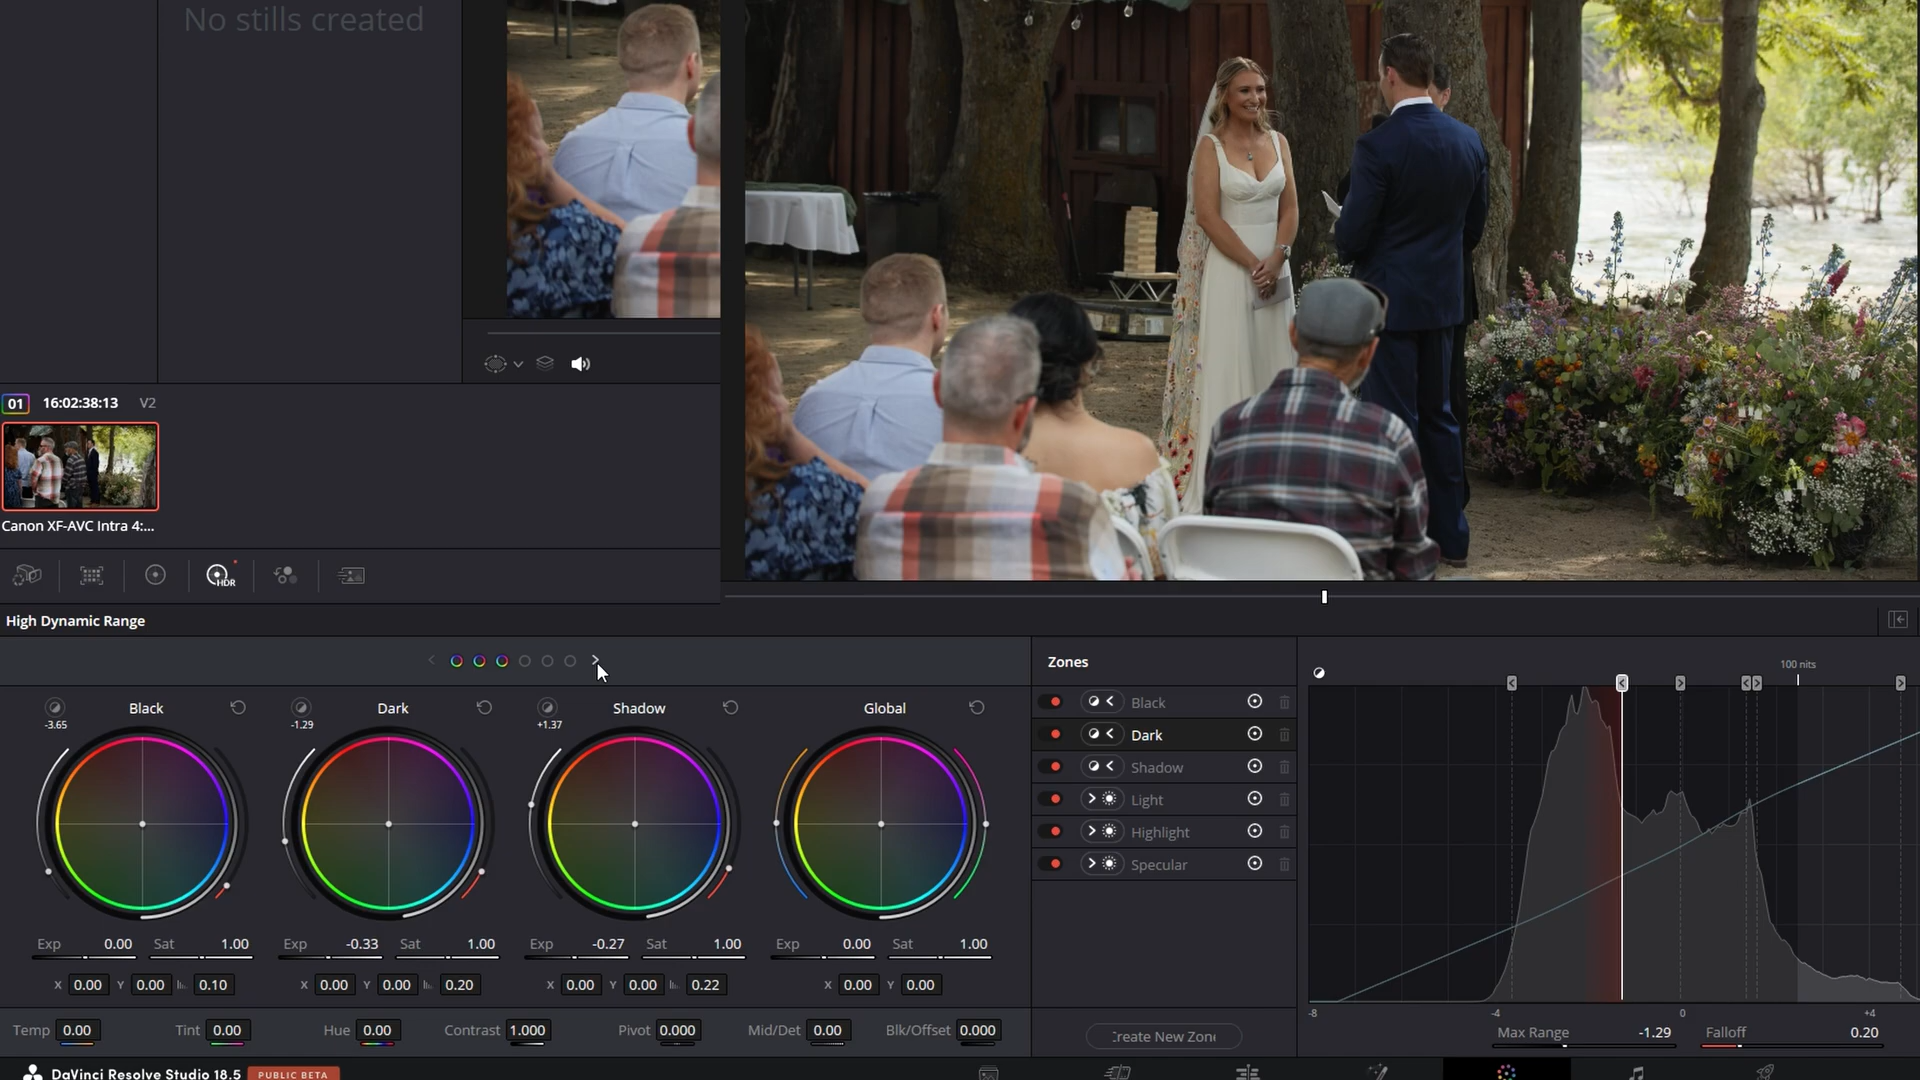 No stills created
01 16:02:38:13 V2
Canon XF-AVC Intra 4:...
HDR
High Dynamic Range
Zones
100 nits
Black Dark Shadow Global
-3.65 -1.29 +1.37
Black
Dark
Shadow
Light
Highlight
Specular
Exp 0.00 Sat 1.00 Exp -0.33 Sat 1.00 Exp -0.27 Sat 1.00 Exp 0.00 Sat 1.00
X 0.00 Y 0.00 0.10 X 0.00 Y 0.00 0.20 X 0.00 Y 0.00 0.22 X 0.00 Y 0.00
-8 -4 0 +4
Temp 0.00 Tint 0.00 Hue 0.00 Contrast 1.000 Pivot 0.000 Mid/Det 0.00 Blk/Offset 0.000
Create New Zone
Max Range -1.29 Falloff 0.20
DaVinci Resolve Studio 18.5 PUBLIC BETA